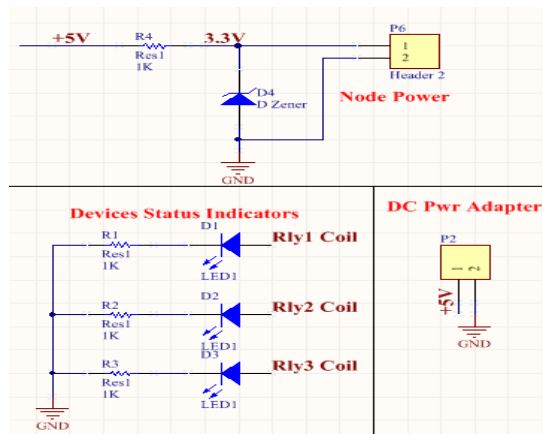 +5V
R4
Res1
1K
3.3V
P6
1
2
Header 2
D4
D Zener
Node Power
GND
Devices Status Indicators
R1
Res1
1K
D1
LED1
Rly1 Coil
R2
Res1
1K
D2
LED1
Rly2 Coil
R3
Res1
1K
D3
LED1
Rly3 Coil
GND
DC Pwr Adapter
P2
1
2
+5V
GND